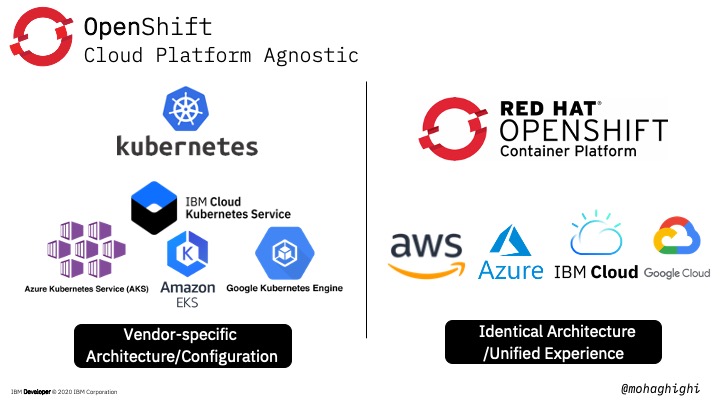 OpenShift
Cloud Platform Agnostic
kubernetes
IBM Cloud
Kubernetes Service
Azure Kubernetes Service (AKS)
Amazon
EKS
Google Kubernetes Engine
Vendor-specific
Architecture/Configuration
RED HAT®
OPENSHIFT
Container Platform
aws
Azure
IBM Cloud
Google Cloud
Identical Architecture
/Unified Experience
IBM Developer © 2020 IBM Corporation
@mohaghighi